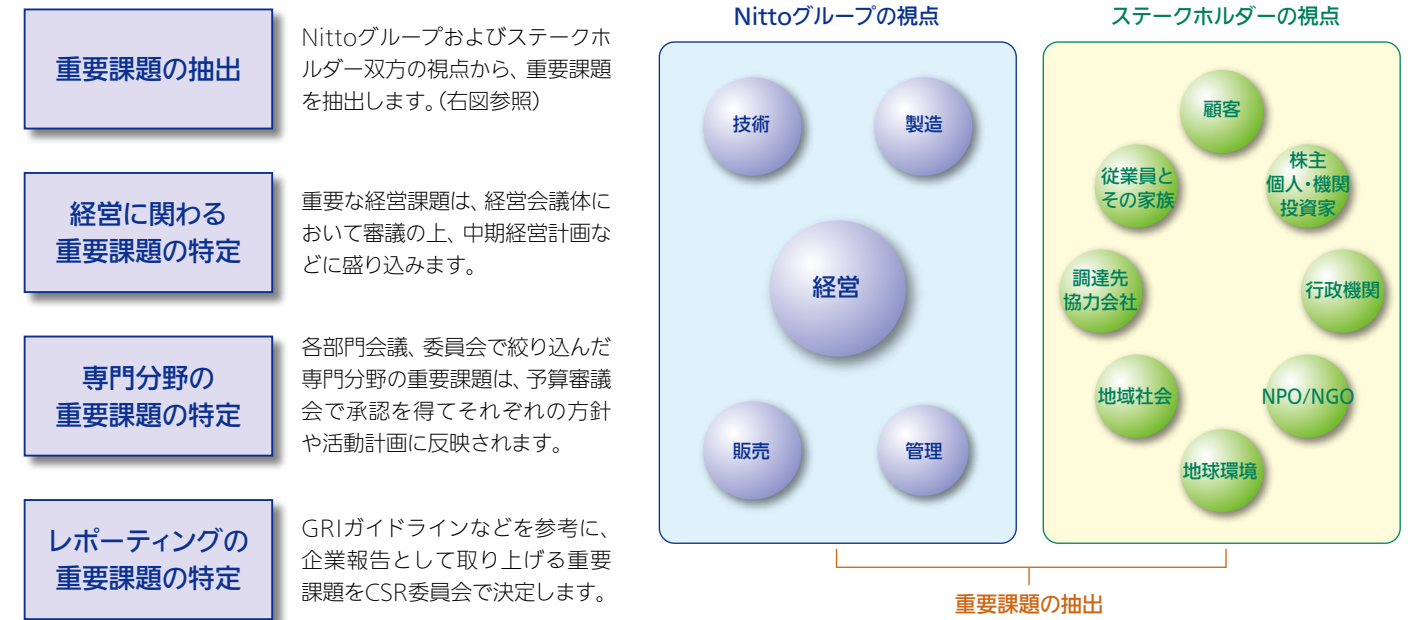 重要課題の抽出
Nittoグループおよびステークホ
ルダー双方の視点から、重要課題
を抽出します。(右図参照)
経営に関わる
重要課題の特定
重要な経営課題は、経営会議体に
おいて審議の上、中期経営計画な
どに盛り込みます。
専門分野の
重要課題の特定
各部門会議、委員会で絞り込んだ
専門分野の重要課題は、予算審議
会で承認を得てそれぞれの方針
や活動計画に反映されます。
レポーティングの
重要課題の特定
GRIガイドラインなどを参考に、
企業報告として取り上げる重要
課題をCSR委員会で決定します。
Nittoグループの視点
技術
製造
経営
販売
管理
ステークホルダーの視点
顧客
従業員と
その家族
株主
個人・機関
投資家
調達先
協力会社
行政機関
地域社会
NPO/NGO
地球環境
重要課題の抽出